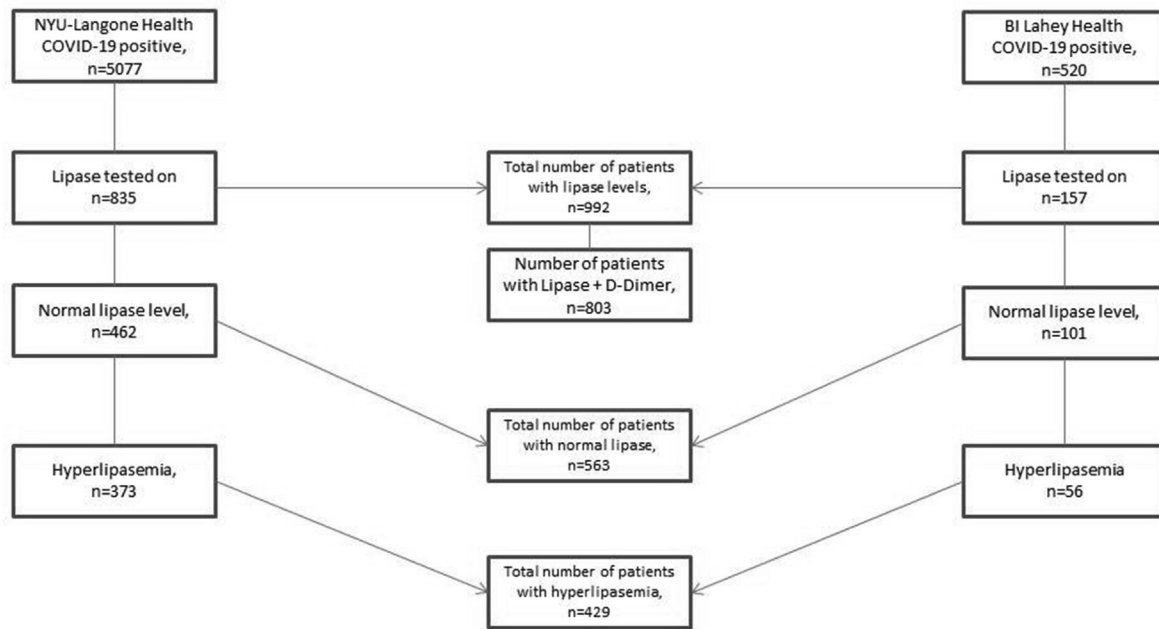 NYU-Langone Health
COVID-19 positive,
n=5077
BI Lahey Health
COVID-19 positive,
n=520
Lipase tested on
n=835
Total number of patients
with lipase levels,
n=992
Lipase tested on
n=157
Number of patients
with Lipase + D-Dimer,
n=803
Normal lipase level,
n=462
Normal lipase level,
n=101
Total number of patients
with normal lipase,
n=563
Hyperlipasemia,
n=373
Hyperlipasemia
n=56
Total number of patients
with hyperlipasemia,
n=429